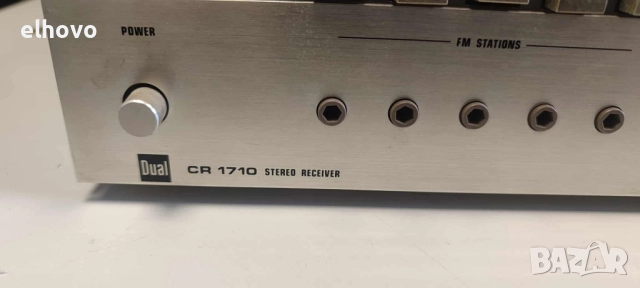 elhovo
POWER
FM STATIONS
Dual CR 1710 STEREO RECEIVER
BAZAR